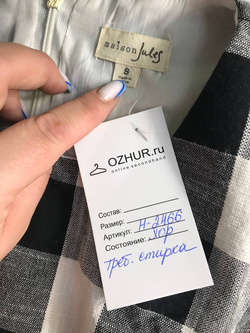 maison Jules
8
OZHUR.ru
online secondhand
Состав:
Размер:
Артикул: H-2466
Состояние: хор
Треб. стирка